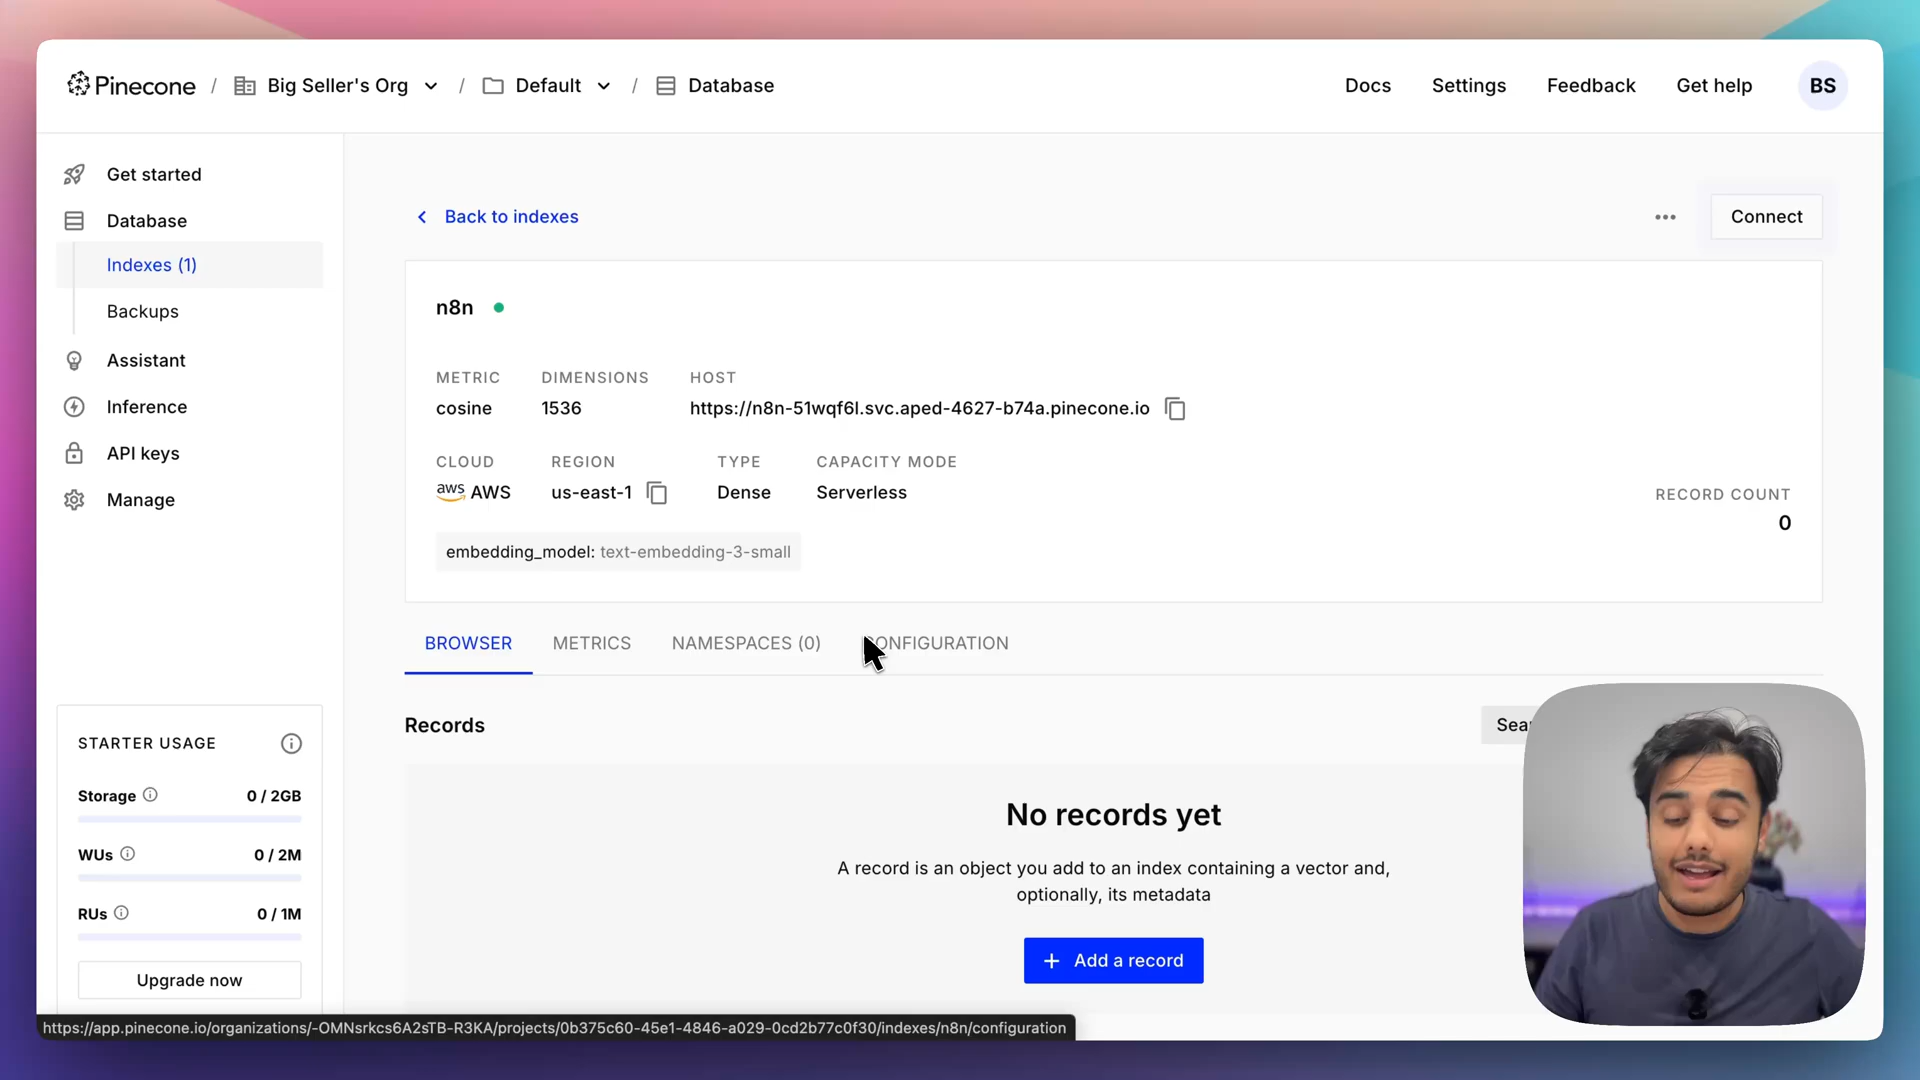 Pinecone / Big Seller's Org / Default / Database
Docs Settings Feedback Get help BS
Get started
Database
Indexes (1)
Backups
Assistant
Inference
API keys
Manage
STARTER USAGE
Storage 0 / 2GB
WUs 0 / 2M
RUs 0 / 1M
Upgrade now
Back to indexes
Connect
n8n
METRIC DIMENSIONS HOST
cosine 1536 https://n8n-51wqf6l.svc.aped-4627-b74a.pinecone.io
CLOUD REGION TYPE CAPACITY MODE
aws AWS us-east-1 Dense Serverless
RECORD COUNT
0
embedding_model: text-embedding-3-small
BROWSER METRICS NAMESPACES (0) CONFIGURATION
Records
No records yet
A record is an object you add to an index containing a vector and,
optionally, its metadata
+ Add a record
https://app.pinecone.io/organizations/-OMNsrkcs6A2sTB-R3KA/projects/0b375c60-45e1-4846-a029-0cd2b77c0f30/indexes/n8n/configuration